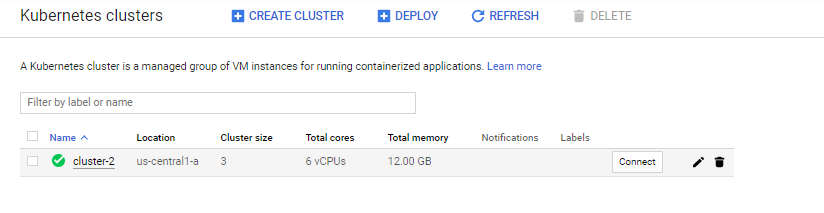 Kubernetes clusters CREATE CLUSTER DEPLOY REFRESH DELETE
A Kubernetes cluster is a managed group of VM instances for running containerized applications. Learn more
Filter by label or name
Name Location Cluster size Total cores Total memory Notifications Labels
cluster-2 us-central1-a 3 6 vCPUs 12.00 GB Connect